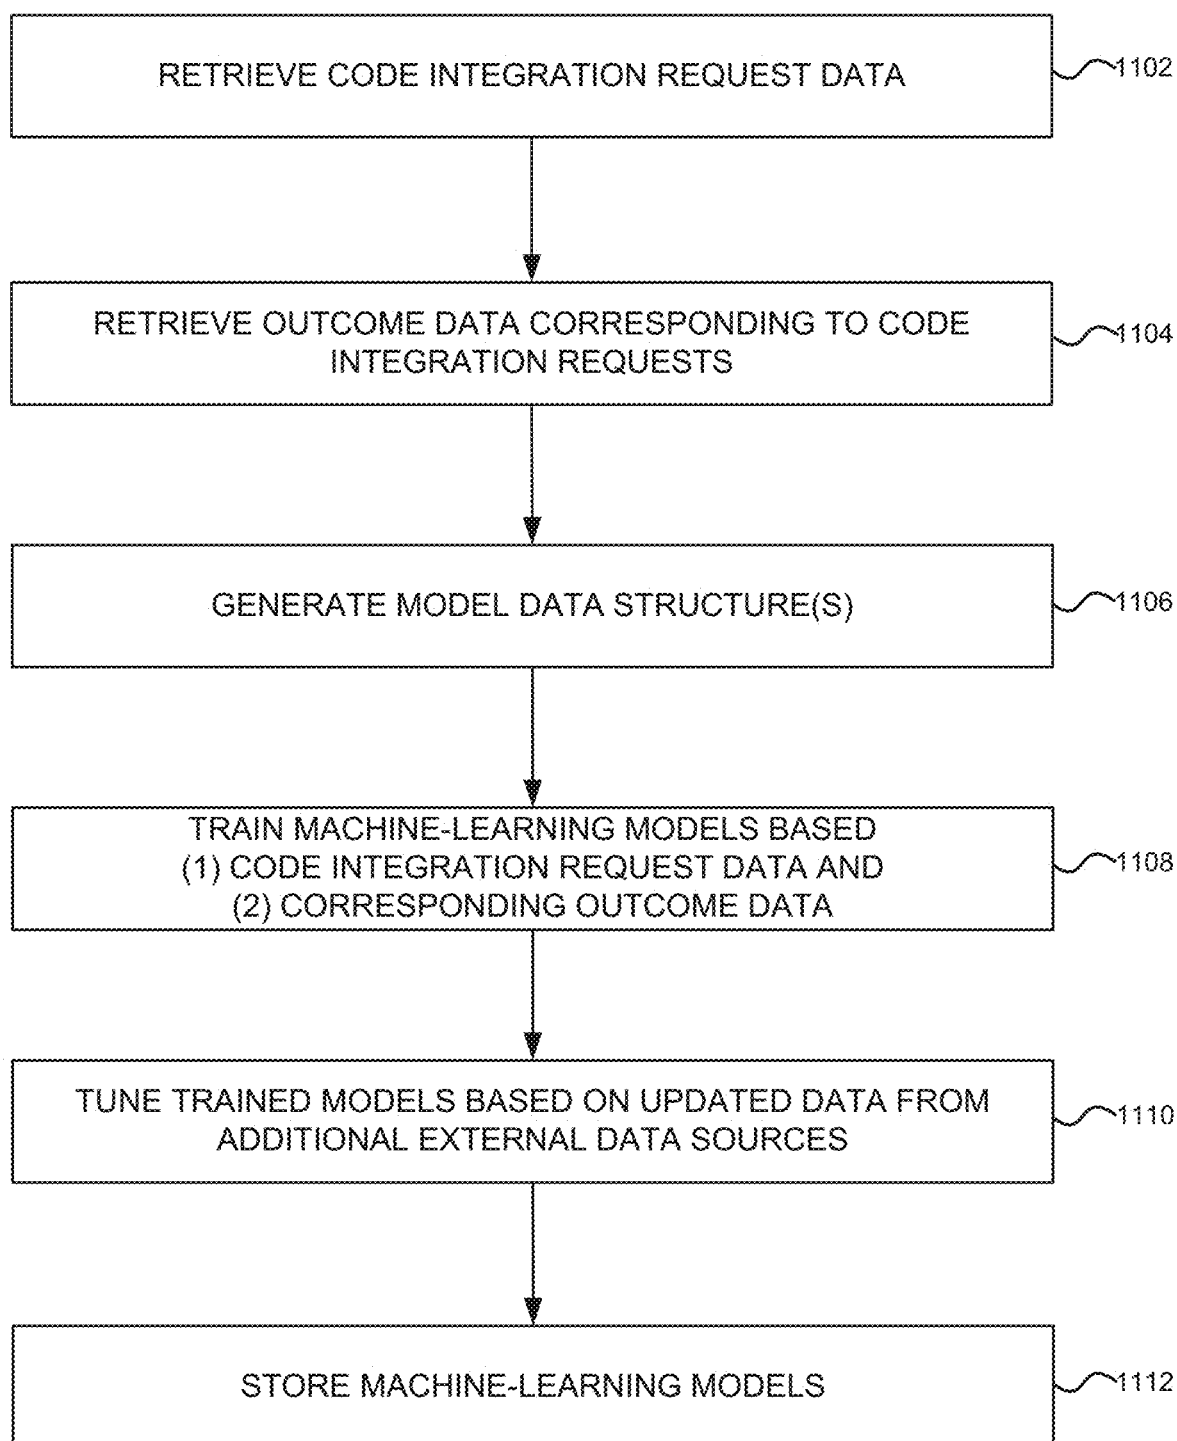 RETRIEVE CODE INTEGRATION REQUEST DATA
1102
RETRIEVE OUTCOME DATA CORRESPONDING TO CODE
INTEGRATION REQUESTS
1104
GENERATE MODEL DATA STRUCTURE(S)
1106
TRAIN MACHINE-LEARNING MODELS BASED
(1) CODE INTEGRATION REQUEST DATA AND
(2) CORRESPONDING OUTCOME DATA
1108
TUNE TRAINED MODELS BASED ON UPDATED DATA FROM
ADDITIONAL EXTERNAL DATA SOURCES
1110
STORE MACHINE-LEARNING MODELS
1112